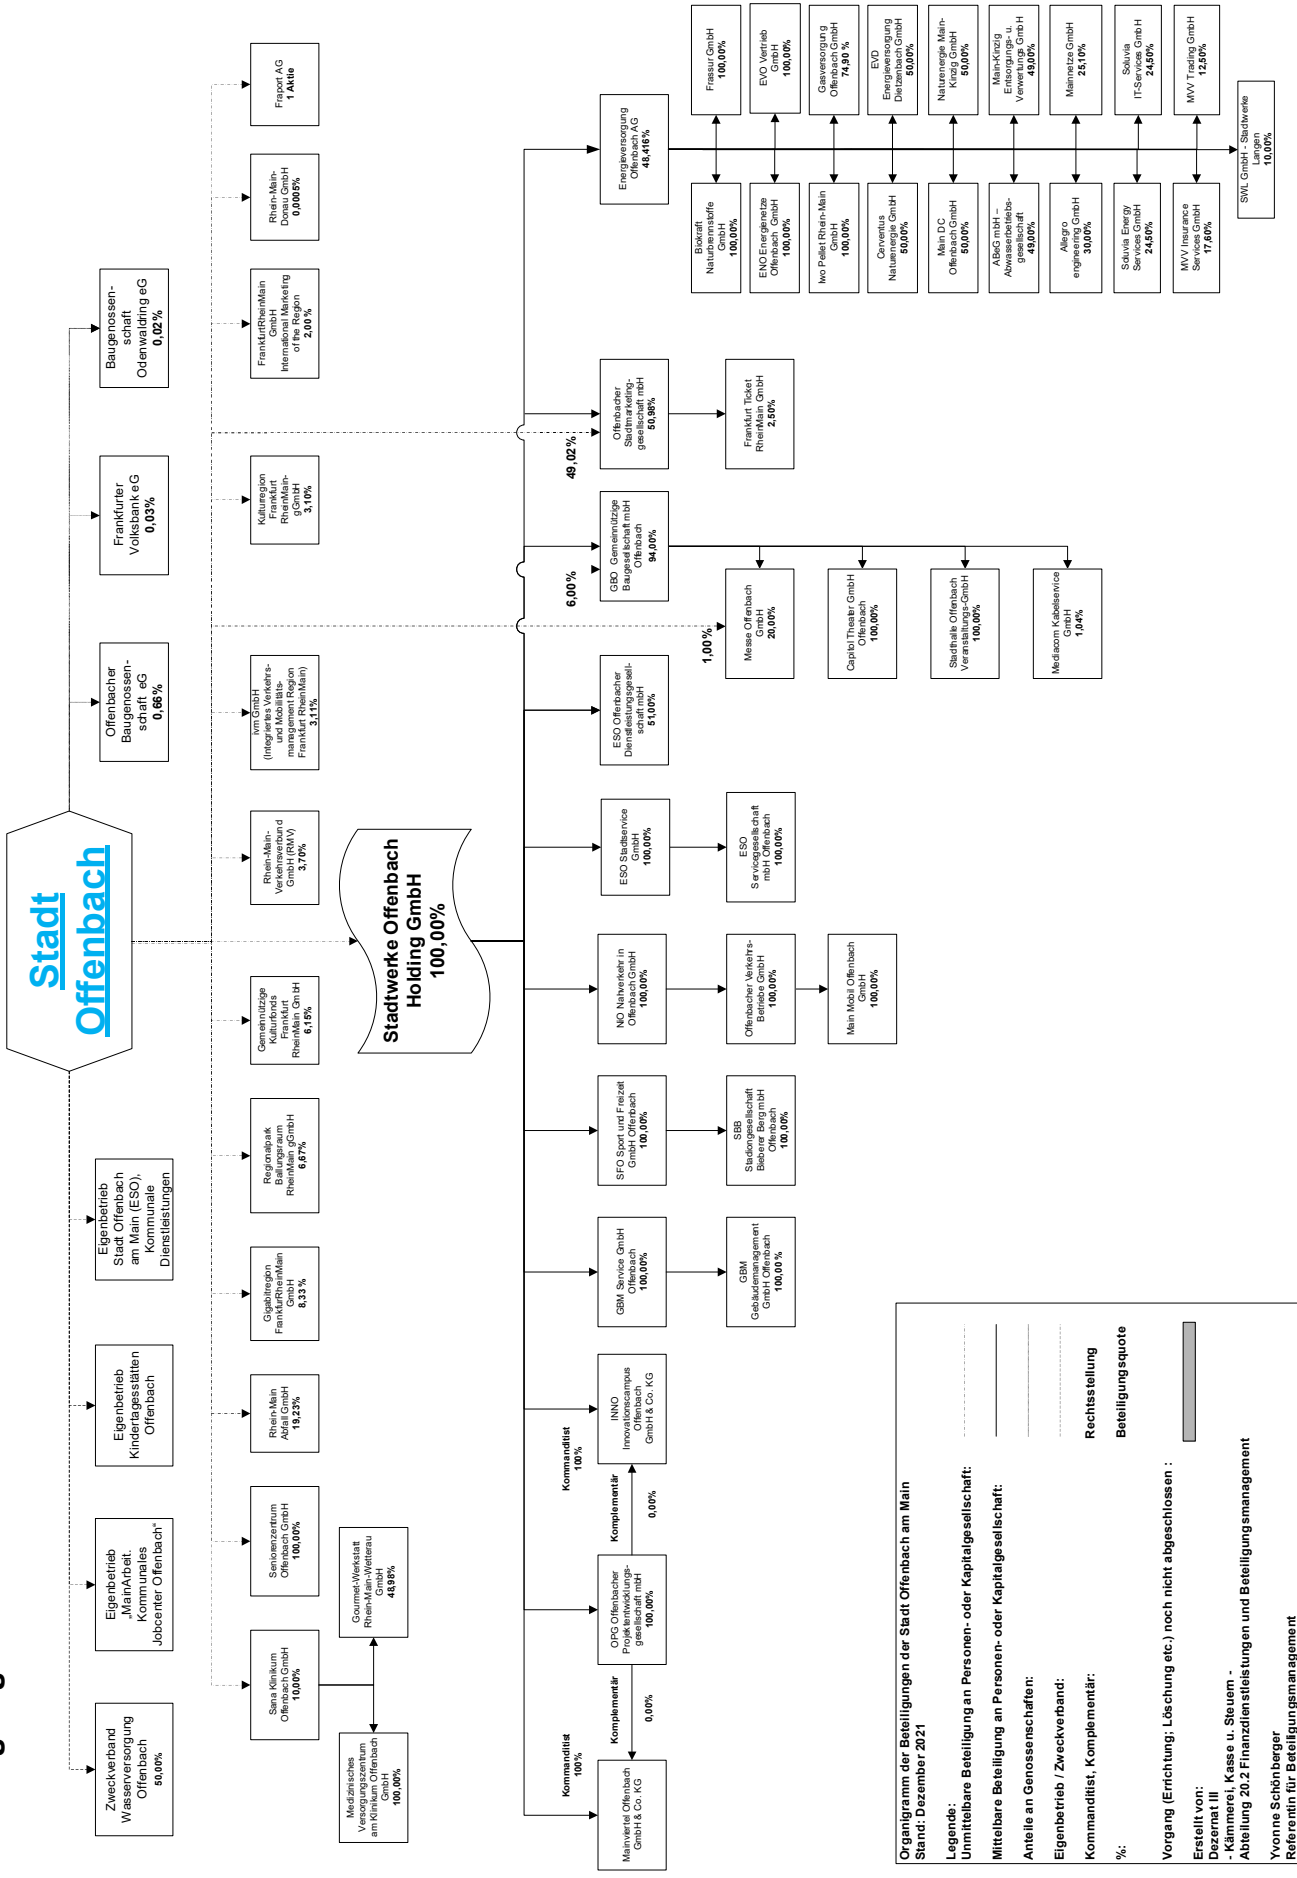 Stadt
Offenbach
Zweckverband
Wasserversorgung
Offenbach
50,00%
Eigenbetrieb
„MainArbeit.
Kommunales
Jobcenter Offenbach“
Eigenbetrieb
Kindertagesstätten
Offenbach
Eigenbetrieb
Stadt Offenbach
am Main (ESO),
Kommunale
Dienstleistungen
Offenbacher
Baugenossen-
schaft eG
0,66%
Frankfurter
Volksbank eG
0,03%
Baugenossen-
schaft
Odenwaldring eG
0,02%
Sana Klinikum
Offenbach GmbH
10,00%
Seniorenzentrum
Offenbach GmbH
100,00%
Rhein-Main
Abfall GmbH
19,23%
Gigabitregion
FrankfurRheinMain
GmbH
8,33%
Regionalpark
Ballungsraum
RheinMain gGmbH
6,67%
Gemeinnützige
Kulturfonds
Frankfurt
RheinMain GmbH
6,15%
Rhein-Main-
Verkehrsverbund
GmbH (RMV)
3,70%
ivm GmbH
(Integriertes Verkehrs-
und Mobilitäts-
management Region
Frankfurt RheinMain)
3,11%
Kulturregion
Frankfurt
RheinMain-
gGmbH
3,10%
FrankfurtRheinMain
GmbH
International Marketing
of the Region
2,00%
Rhein-Main-
Donau GmbH
0,0005%
Fraport AG
1 Aktie
Medizinisches
Versorgungszentrum
am Klinikum Offenbach
GmbH
100,00%
Gourmet-Werkstatt
Rhein-Main-Wetterau
GmbH
48,98%
Stadtwerke Offenbach
Holding GmbH
100,00%
Kommanditist
100%
Komplementär
0,00%
Komplementär
0,00%
Kommanditist
100%
6,00%
49,02%
Mainviertel Offenbach
GmbH & Co. KG
OPG Offenbacher
Projektentwicklungs-
gesellschaft mbH
100,00%
INNO
Innovationscampus
Offenbach
GmbH & Co. KG
GBM Service GmbH
Offenbach
100,00%
SFO Sport und Freizeit
GmbH Offenbach
100,00%
NiO Nahverkehr in
Offenbach GmbH
100,00%
ESO Stadtservice
GmbH
100,00%
ESO Offenbacher
Dienstleistungsgesell-
schaft mbH
51,00%
GBO Gemeinnützige
Baugesellschaft mbH
Offenbach
94,00%
Offenbacher
Stadtmarketing-
gesellschaft mbH
50,98%
Energieversorgung
Offenbach AG
48,416%
GBM
Gebäudemanagement
GmbH Offenbach
100,00%
SBB
Stadiongesellschaft
Bieberer Berg mbH
Offenbach
100,00%
Offenbacher Verkehrs-
Betriebe GmbH
100,00%
Main Mobil Offenbach
GmbH
100,00%
ESO
Servicegesellschaft
mbH Offenbach
100,00%
1,00%
Messe Offenbach
GmbH
20,00%
Capitol Theater GmbH
Offenbach
100,00%
Stadthalle Offenbach
Veranstaltungs-GmbH
100,00%
Mediacom Kabelservice
GmbH
1,04%
Frankfurt Ticket
RheinMain GmbH
2,50%
Biokraft
Naturbrennstoffe
GmbH
100,00%
Frassur GmbH
100,00%
ENO Energienetze
Offenbach GmbH
100,00%
EVO Vertrieb
GmbH
100,00%
Iwo Pellet Rhein-Main
GmbH
100,00%
Gasversorgung
Offenbach GmbH
74,90 %
Cerventus
Naturenergie GmbH
50,00%
EVD
Energieversorgung
Dietzenbach GmbH
50,00%
Main DC
Offenbach GmbH
50,00%
Naturenergie Main-
Kinzig GmbH
50,00%
ABeG mbH –
Abwasserbetriebs-
gesellschaft
49,00%
Main-Kinzig
Entsorgungs- u.
Verwertungs GmbH
49,00%
Allegro
engineering GmbH
30,00%
Mainnetze GmbH
25,10%
Soluvia Energy
Services GmbH
24,50%
Soluvia
IT-Services GmbH
24,50%
MVV Insurance
Services GmbH
17,60%
MVV Trading GmbH
12,50%
SWL GmbH - Stadtwerke
Langen
10,00%
Organigramm der Beteiligungen der Stadt Offenbach am Main
Stand: Dezember 2021
Legende:
Unmittelbare Beteiligung an Personen- oder Kapitalgesellschaft:
Mittelbare Beteiligung an Personen- oder Kapitalgesellschaft:
Anteile an Genossenschaften:
Eigenbetrieb / Zweckverband:
Kommanditist, Komplementär: Rechtsstellung
%: Beteiligungsquote
Vorgang (Errichtung; Löschung etc.) noch nicht abgeschlossen :
Erstellt von:
Dezernat III
- Kämmerei, Kasse u. Steuern -
Abteilung 20.2 Finanzdienstleistungen und Beteiligungsmanagement
Yvonne Schönberger
Referentin für Beteiligungsmanagement